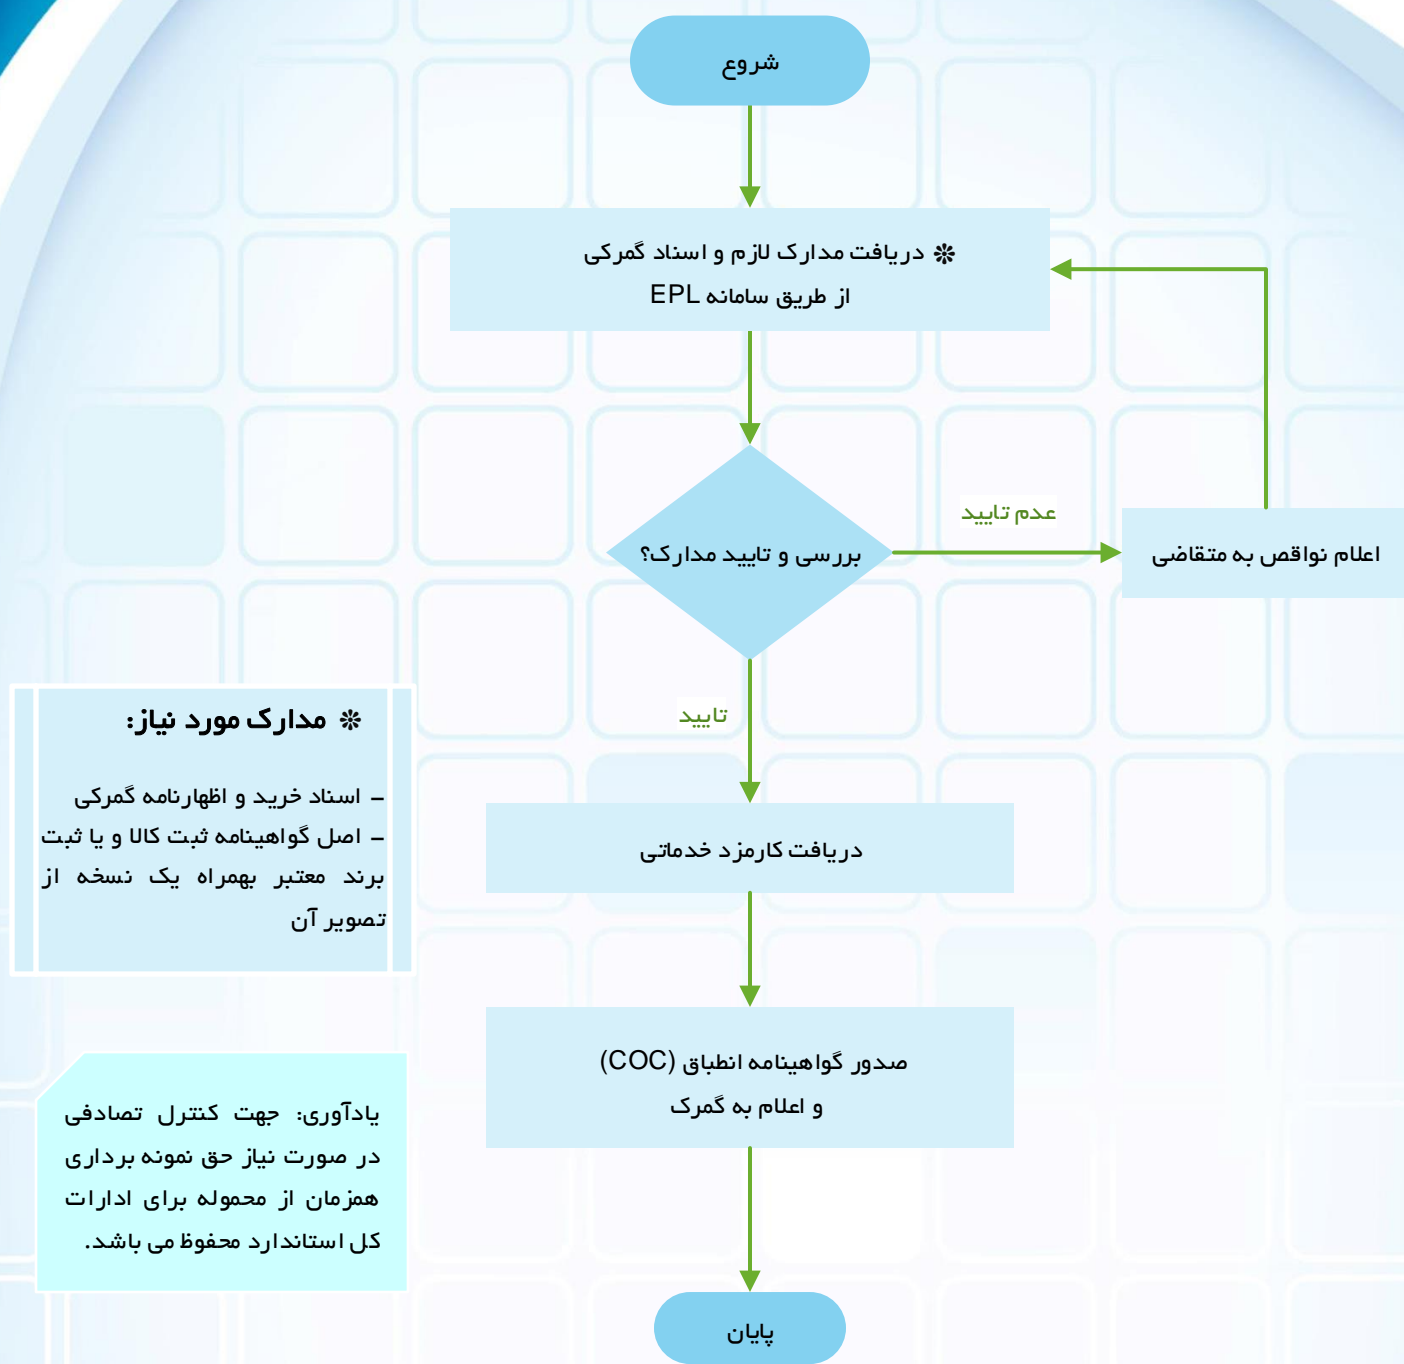 شروع
❊ دریافت مدارک لازم و اسناد گمرکی
از طریق سامانه EPL
عدم تایید
بررسی و تایید مدارک؟
اعلام نواقص به متقاضی
تایید
❊ مدارک مورد نیاز:
- اسناد خرید و اظهارنامه گمرکی
- اصل گواهینامه ثبت کالا و یا ثبت
برند معتبر بهمراه یک نسخه از
تصویر آن
دریافت کارمزد خدماتی
صدور گواهینامه انطباق (COC)
و اعلام به گمرک
یادآوری: جهت کنترل تصادفی
در صورت نیاز حق نمونه برداری
همزمان از محموله برای ادارات
کل استاندارد محفوظ می باشد.
پایان